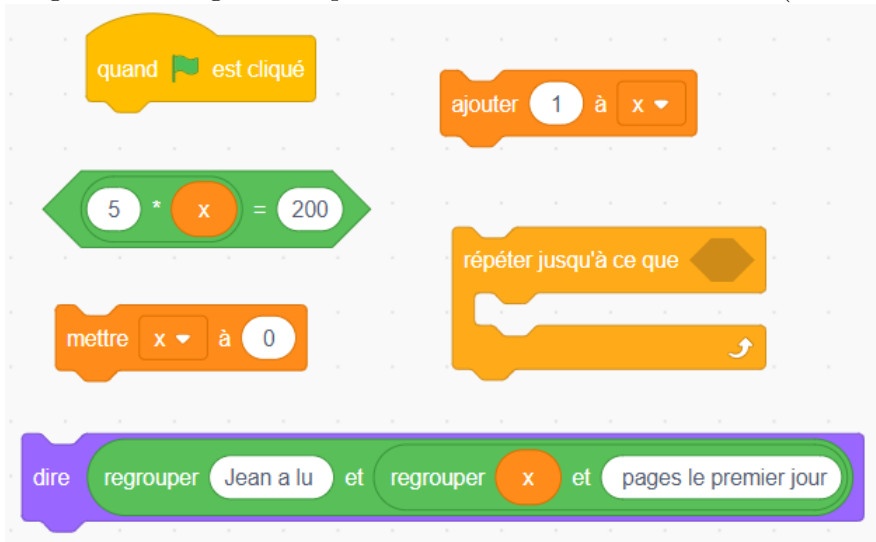 quand est cliqué
ajouter 1 à x
5 * x = 200
répéter jusqu'à ce que
mettre x à 0
dire regrouper Jean a lu et regrouper x et pages le premier jour